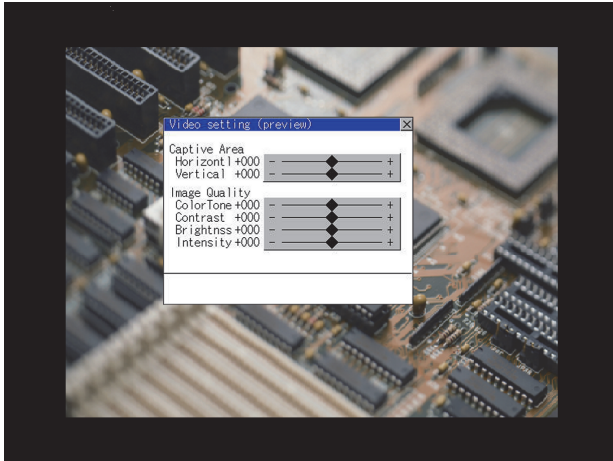 Video setting (preview)
Captive Area
Horizontl+000 - +
Vertical +000 - +
Image Quality
ColorTone+000 - +
Contrast +000 - +
Brightnss+000 - +
Intensity+000 - +